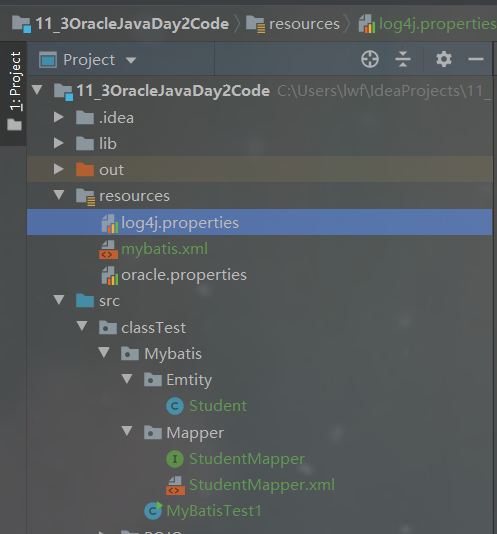 11_3OracleJavaDay2Code resources log4j.properties
1: Project
Project
11_3OracleJavaDay2Code C:\Users\lwf\IdeaProjects\11_
.idea
lib
out
resources
log4j.properties
mybatis.xml
oracle.properties
src
classTest
Mybatis
Emtity
Student
Mapper
StudentMapper
StudentMapper.xml
MyBatisTest1